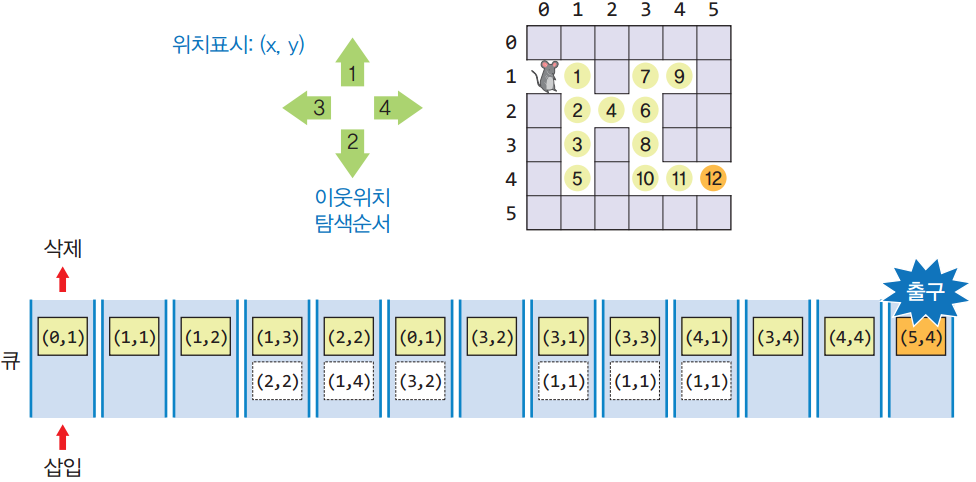 위치표시: (x, y)
1
3 4
2
이웃위치
탐색순서
0 1 2 3 4 5
0
1 1 7 9
2 2 4 6
3 3 8
4 5 10 11 12
5
삭제
출구
큐
(0,1) (1,1) (1,2) (1,3) (2,2) (0,1) (3,2) (3,1) (3,3) (4,1) (3,4) (4,4) (5,4)
(2,2) (1,4) (3,2) (1,1) (1,1) (1,1)
삽입